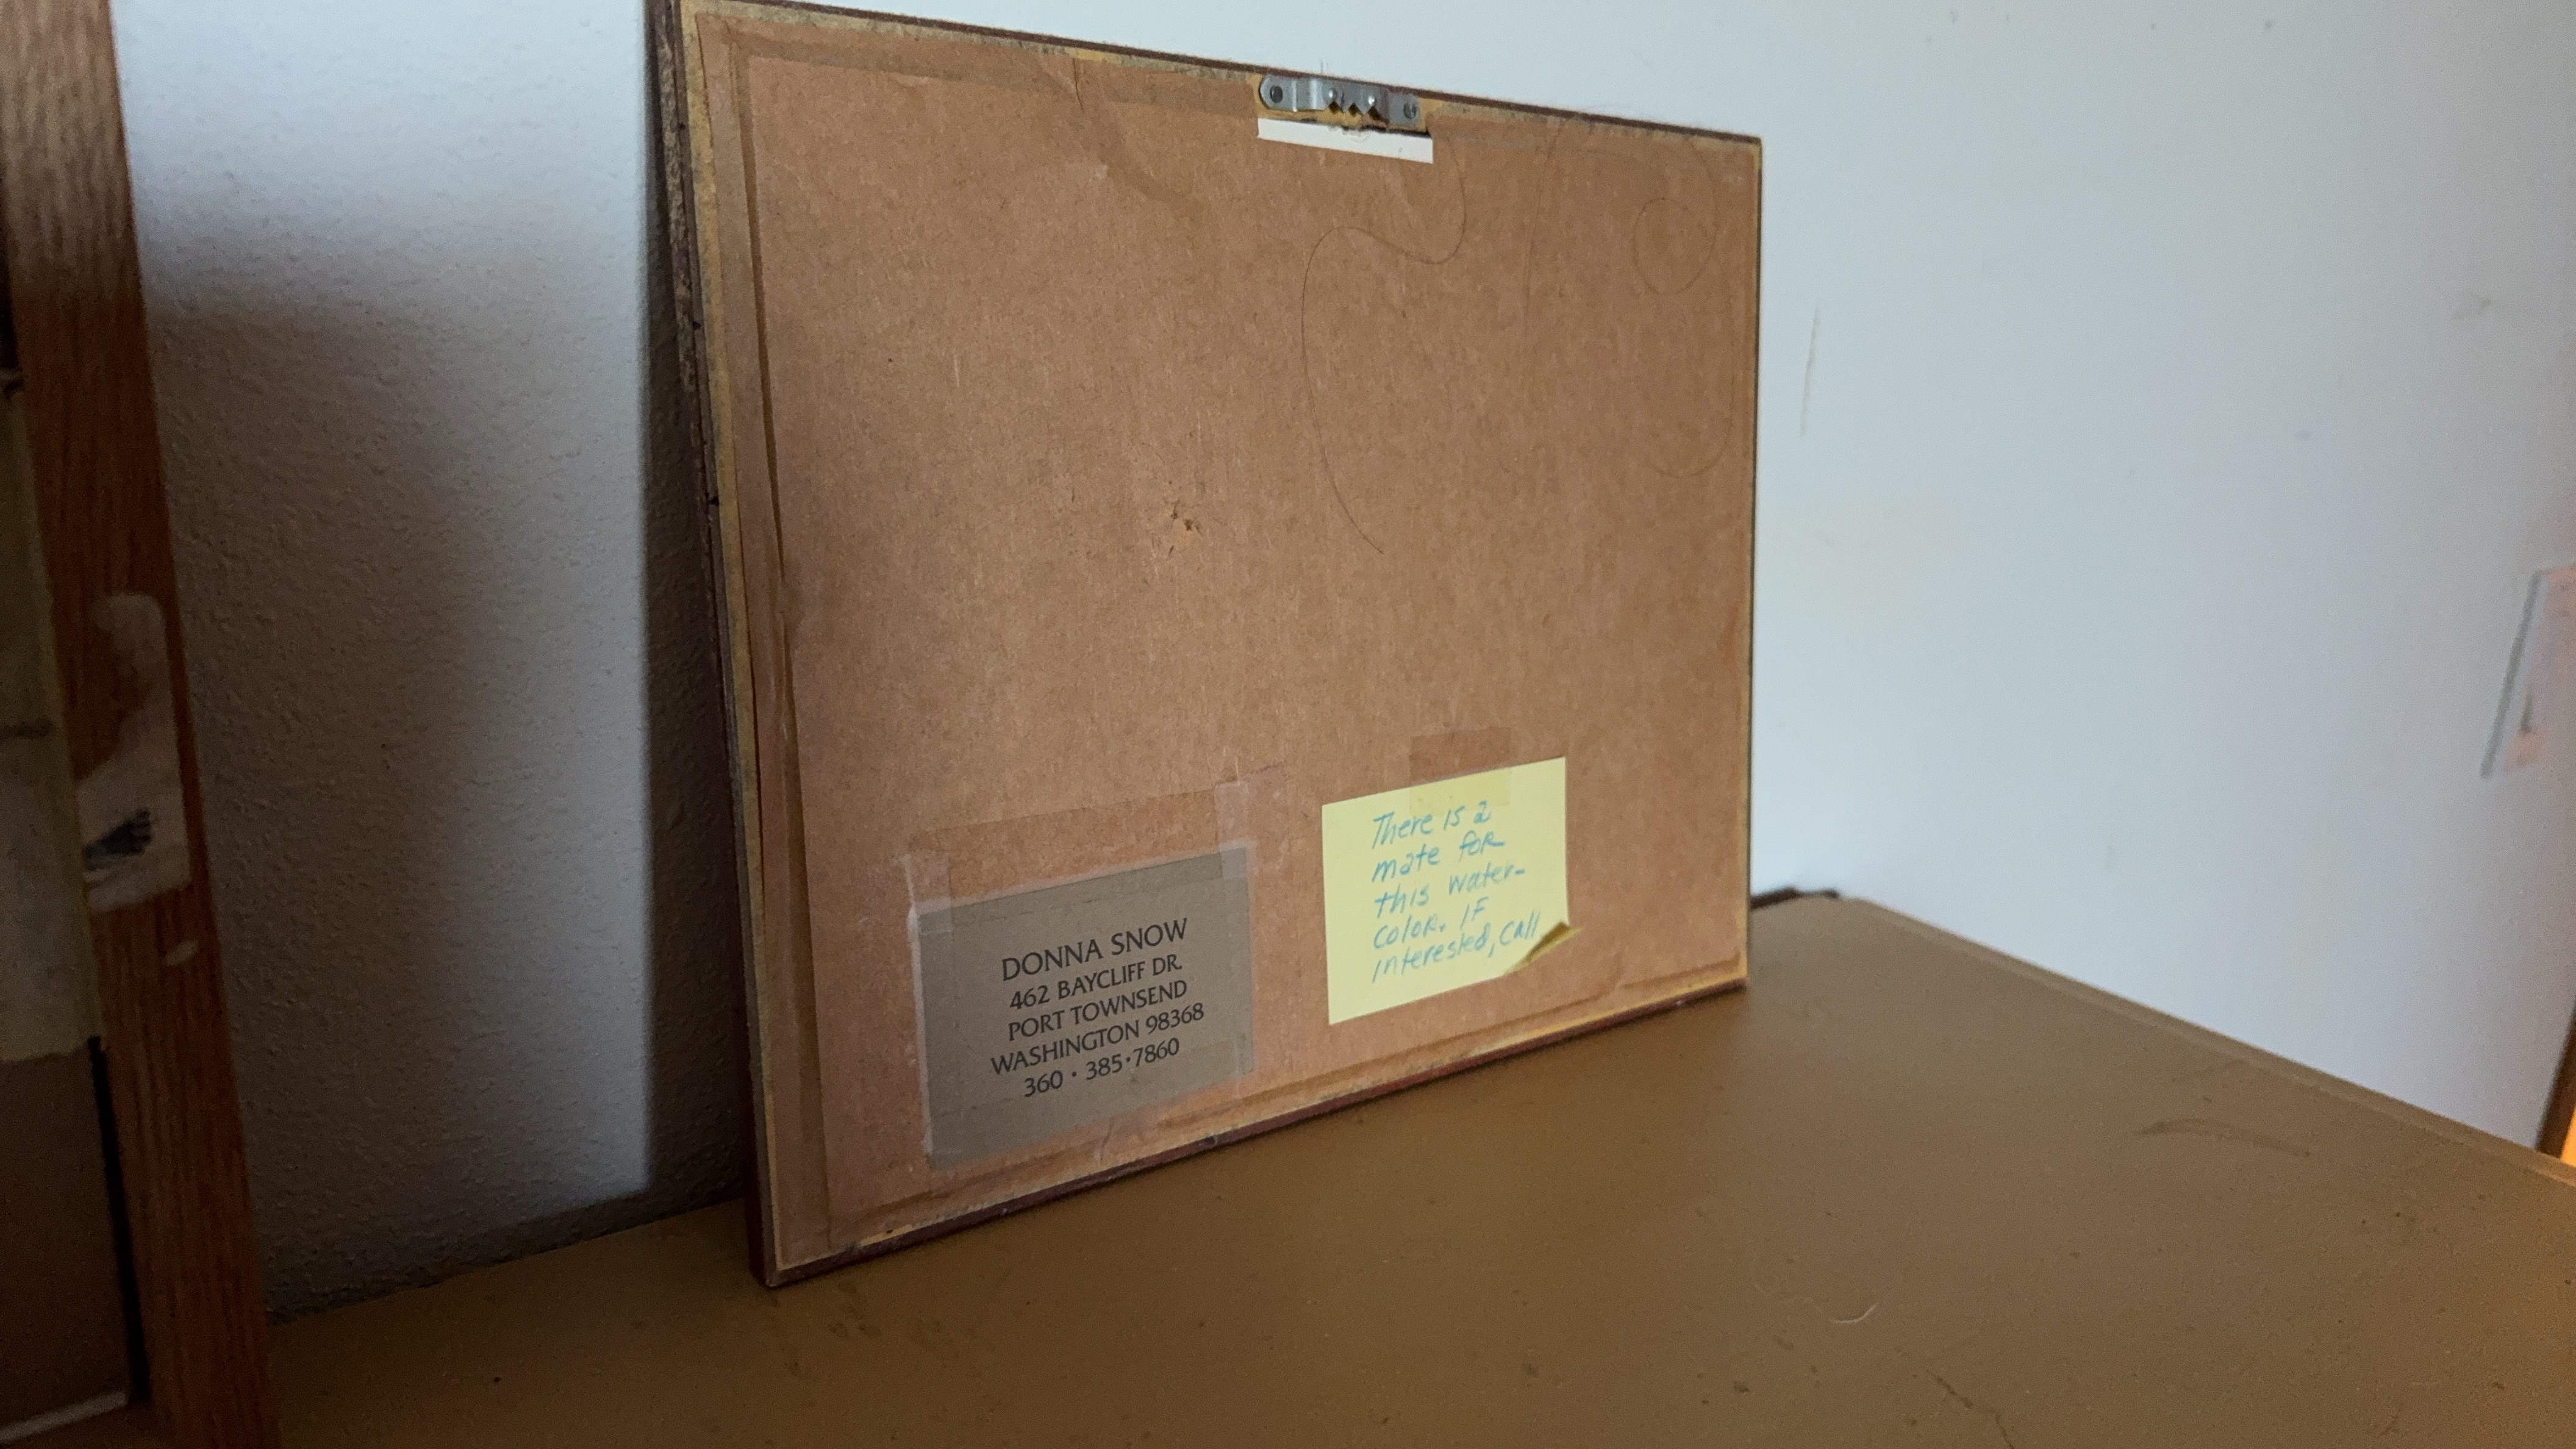 DONNA SNOW
462 BAYCLIFF DR.
PORT TOWNSEND
WASHINGTON 98368
360 • 385•7860
There is a
mate for
this water-
color. If
interested, call